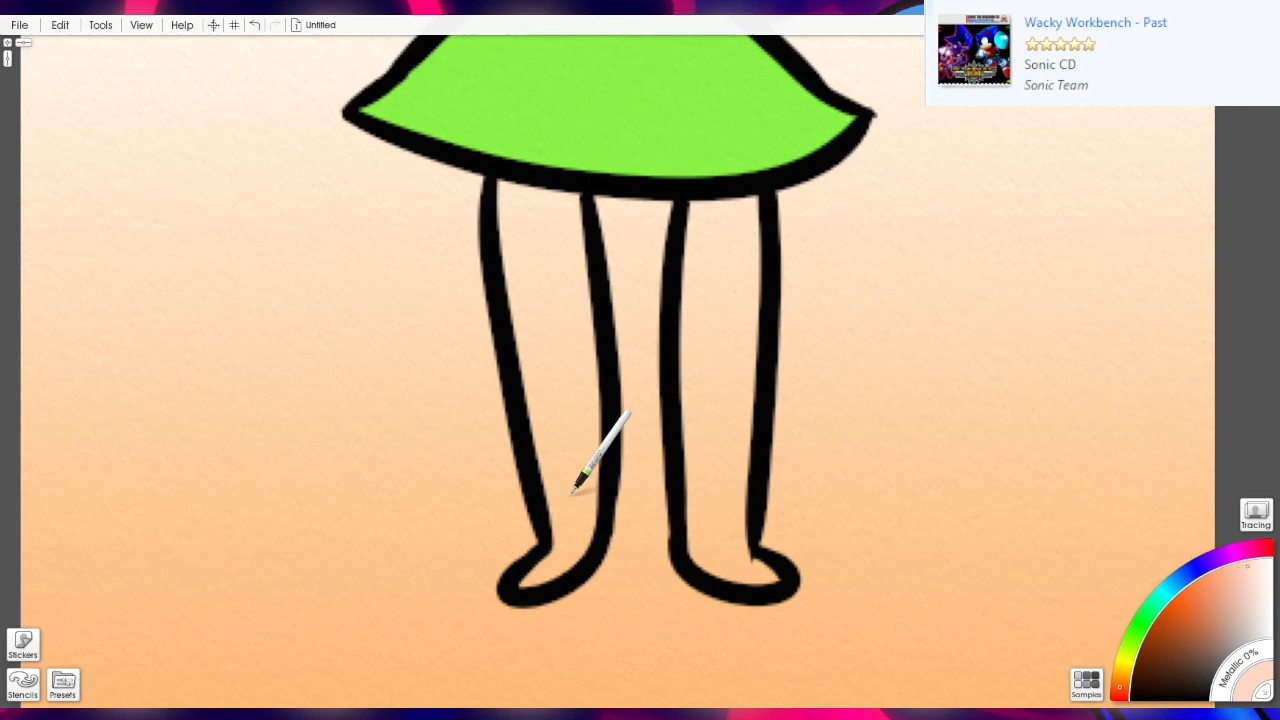 File Edit Tools View Help Untitled
Wacky Workbench - Past
Sonic CD
Sonic Team
Tracing
Stickers
Stencils
Presets
Samples
Metallic 0%